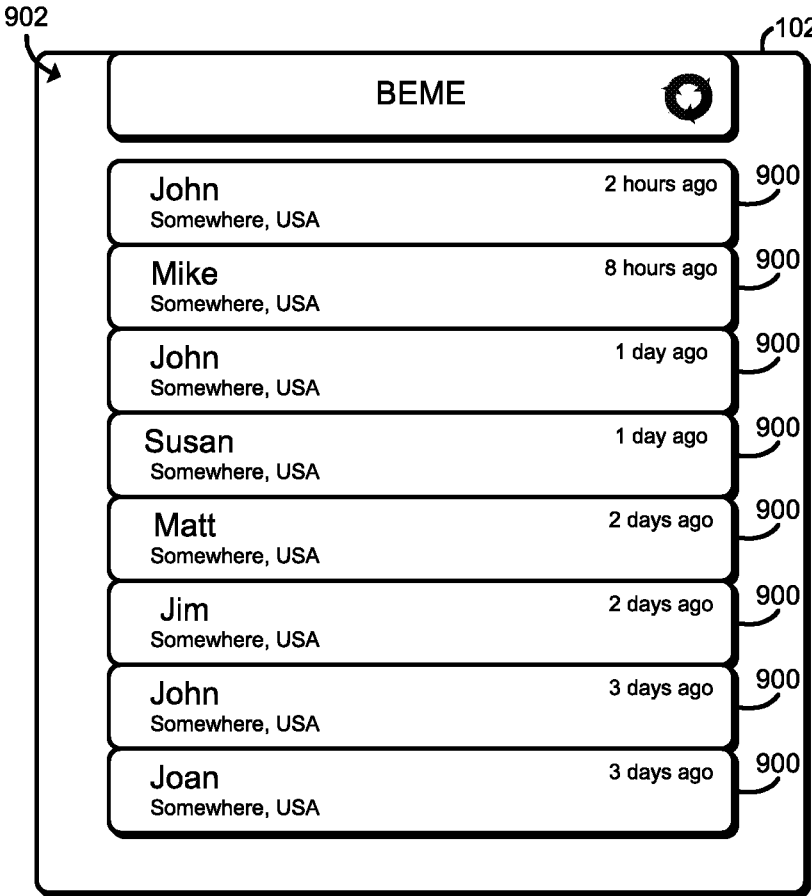 902
102
BEME
John 2 hours ago 900
Somewhere, USA
Mike 8 hours ago 900
Somewhere, USA
John 1 day ago 900
Somewhere, USA
Susan 1 day ago 900
Somewhere, USA
Matt 2 days ago 900
Somewhere, USA
Jim 2 days ago 900
Somewhere, USA
John 3 days ago 900
Somewhere, USA
Joan 3 days ago 900
Somewhere, USA